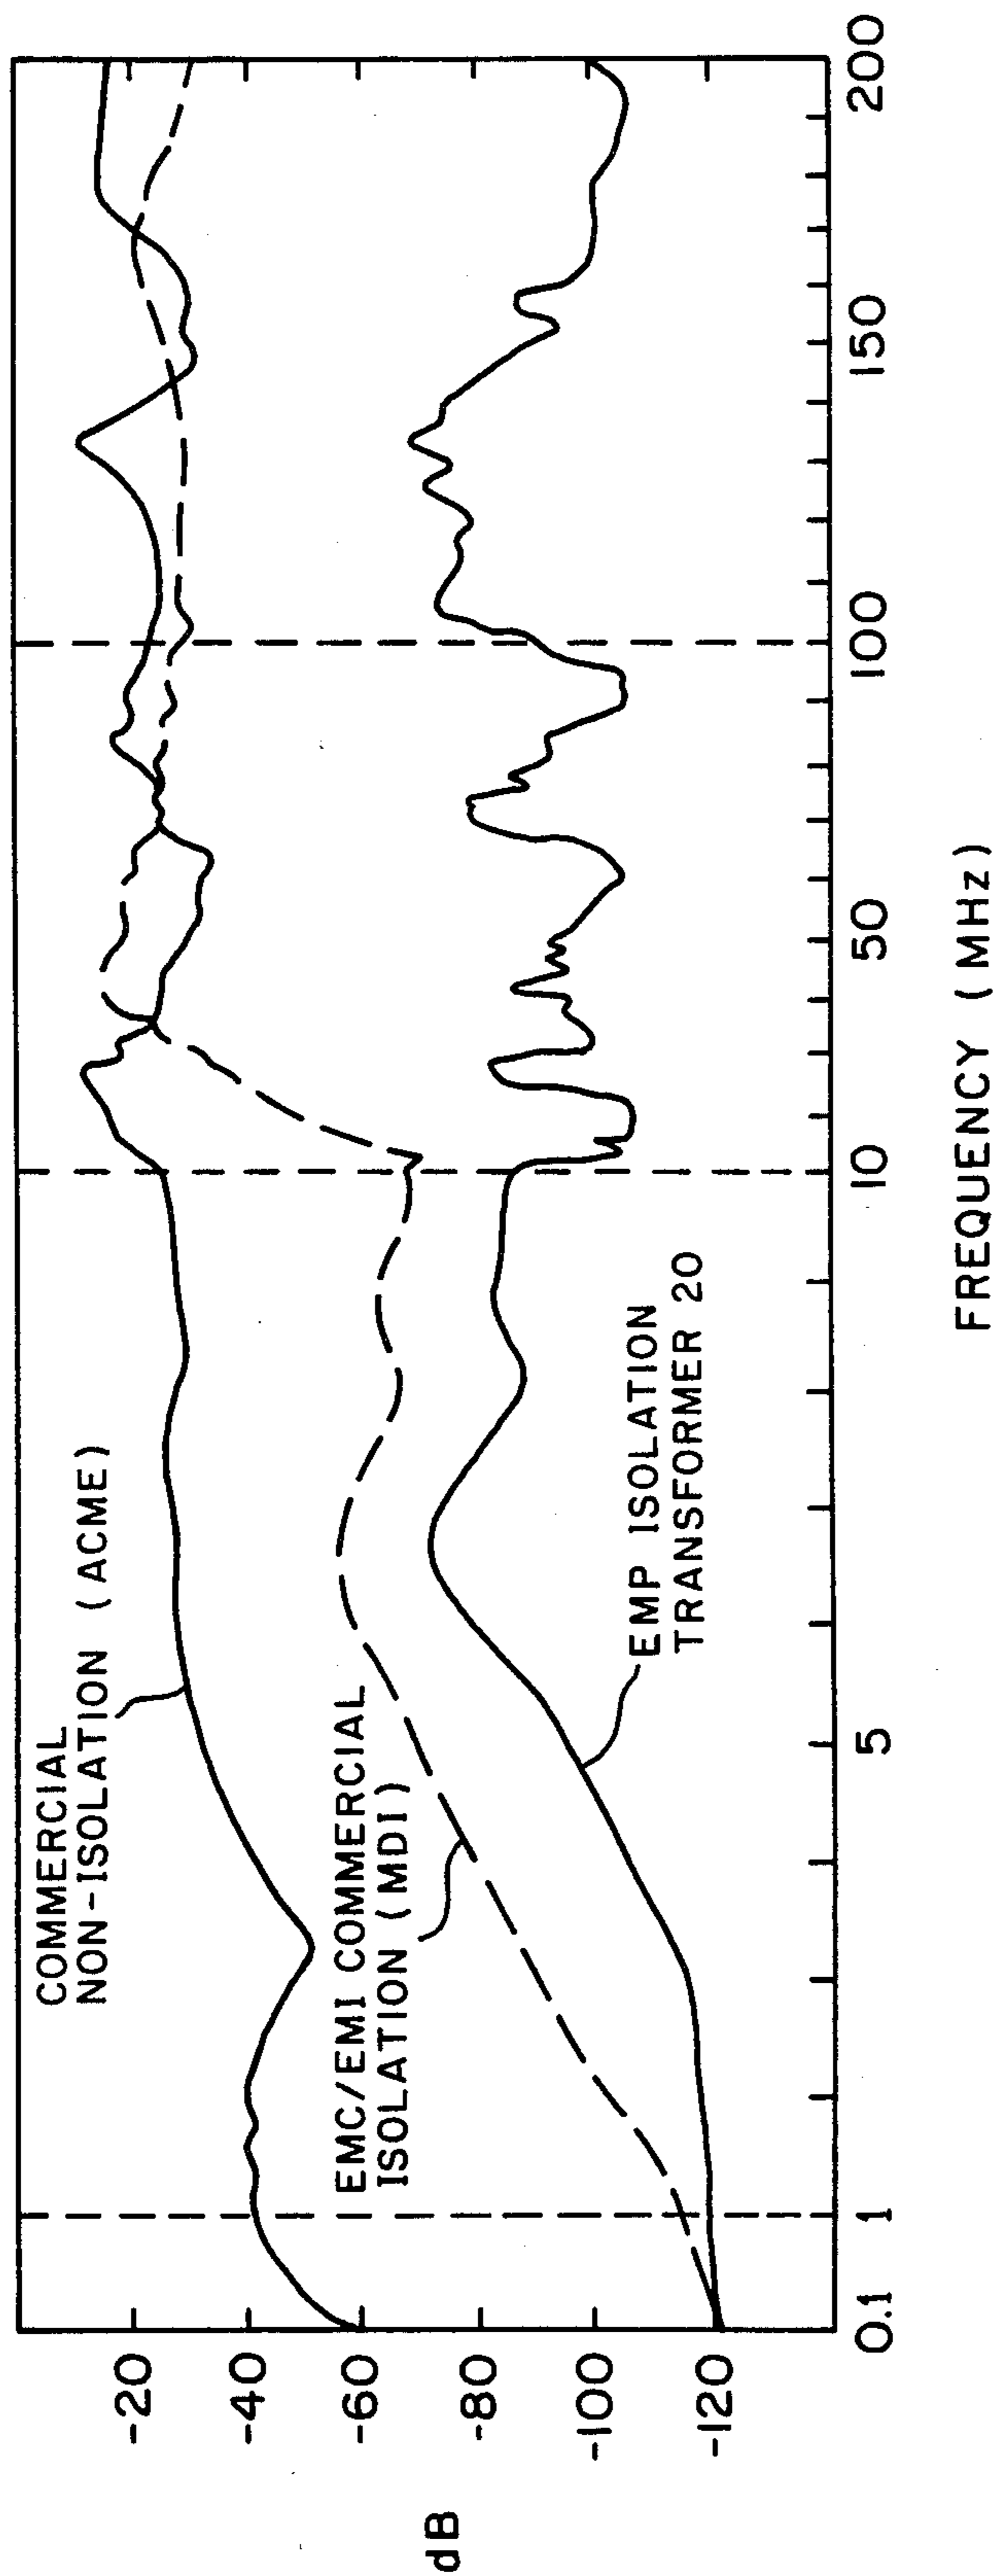 COMMERCIAL
NON-ISOLATION (ACME)
EMC/EMI COMMERCIAL
ISOLATION (MDI)
EMP ISOLATION
TRANSFORMER 20
dB
-20
-40
-60
-80
-100
-120
0.1 1 5 10 50 100 150 200
FREQUENCY (MHz)